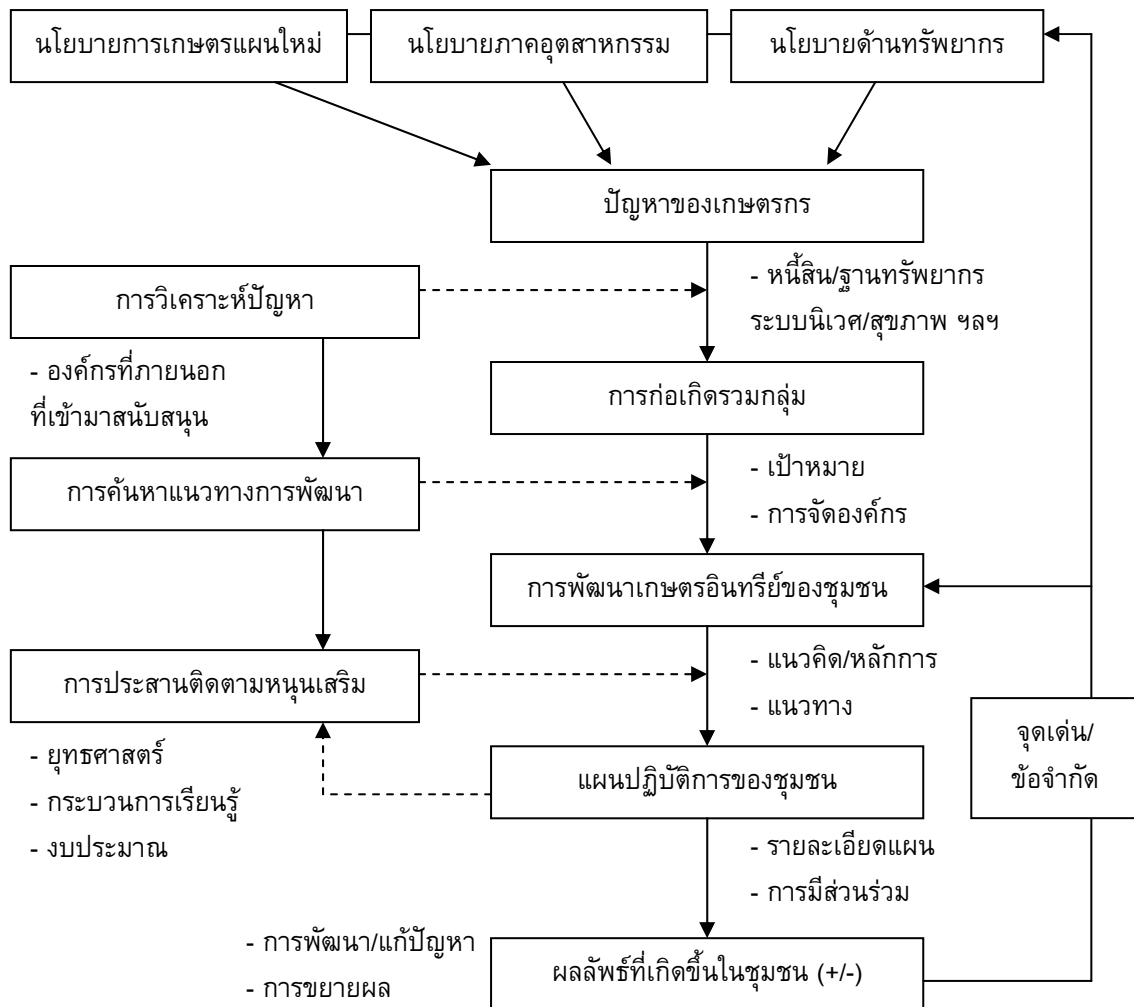 นโยบายการเกษตรแผนใหม่
นโยบายภาคอุตสาหกรรม
นโยบายด้านทรัพยากร
ปัญหาของเกษตรกร
- หนี้สิน/ฐานทรัพยากร
ระบบนิเวศ/สุขภาพ ฯลฯ
การวิเคราะห์ปัญหา
- องค์กรที่ภายนอก
ที่เข้ามาสนับสนุน
การก่อเกิดรวมกลุ่ม
- เป้าหมาย
- การจัดองค์กร
การค้นหาแนวทางการพัฒนา
การพัฒนาเกษตรอินทรีย์ของชุมชน
- แนวคิด/หลักการ
- แนวทาง
การประสานติดตามหนุนเสริม
- ยุทธศาสตร์
- กระบวนการเรียนรู้
- งบประมาณ
แผนปฏิบัติการของชุมชน
- รายละเอียดแผน
- การมีส่วนร่วม
จุดเด่น/
ข้อจำกัด
- การพัฒนา/แก้ปัญหา
- การขยายผล
ผลลัพธ์ที่เกิดขึ้นในชุมชน (+/-)